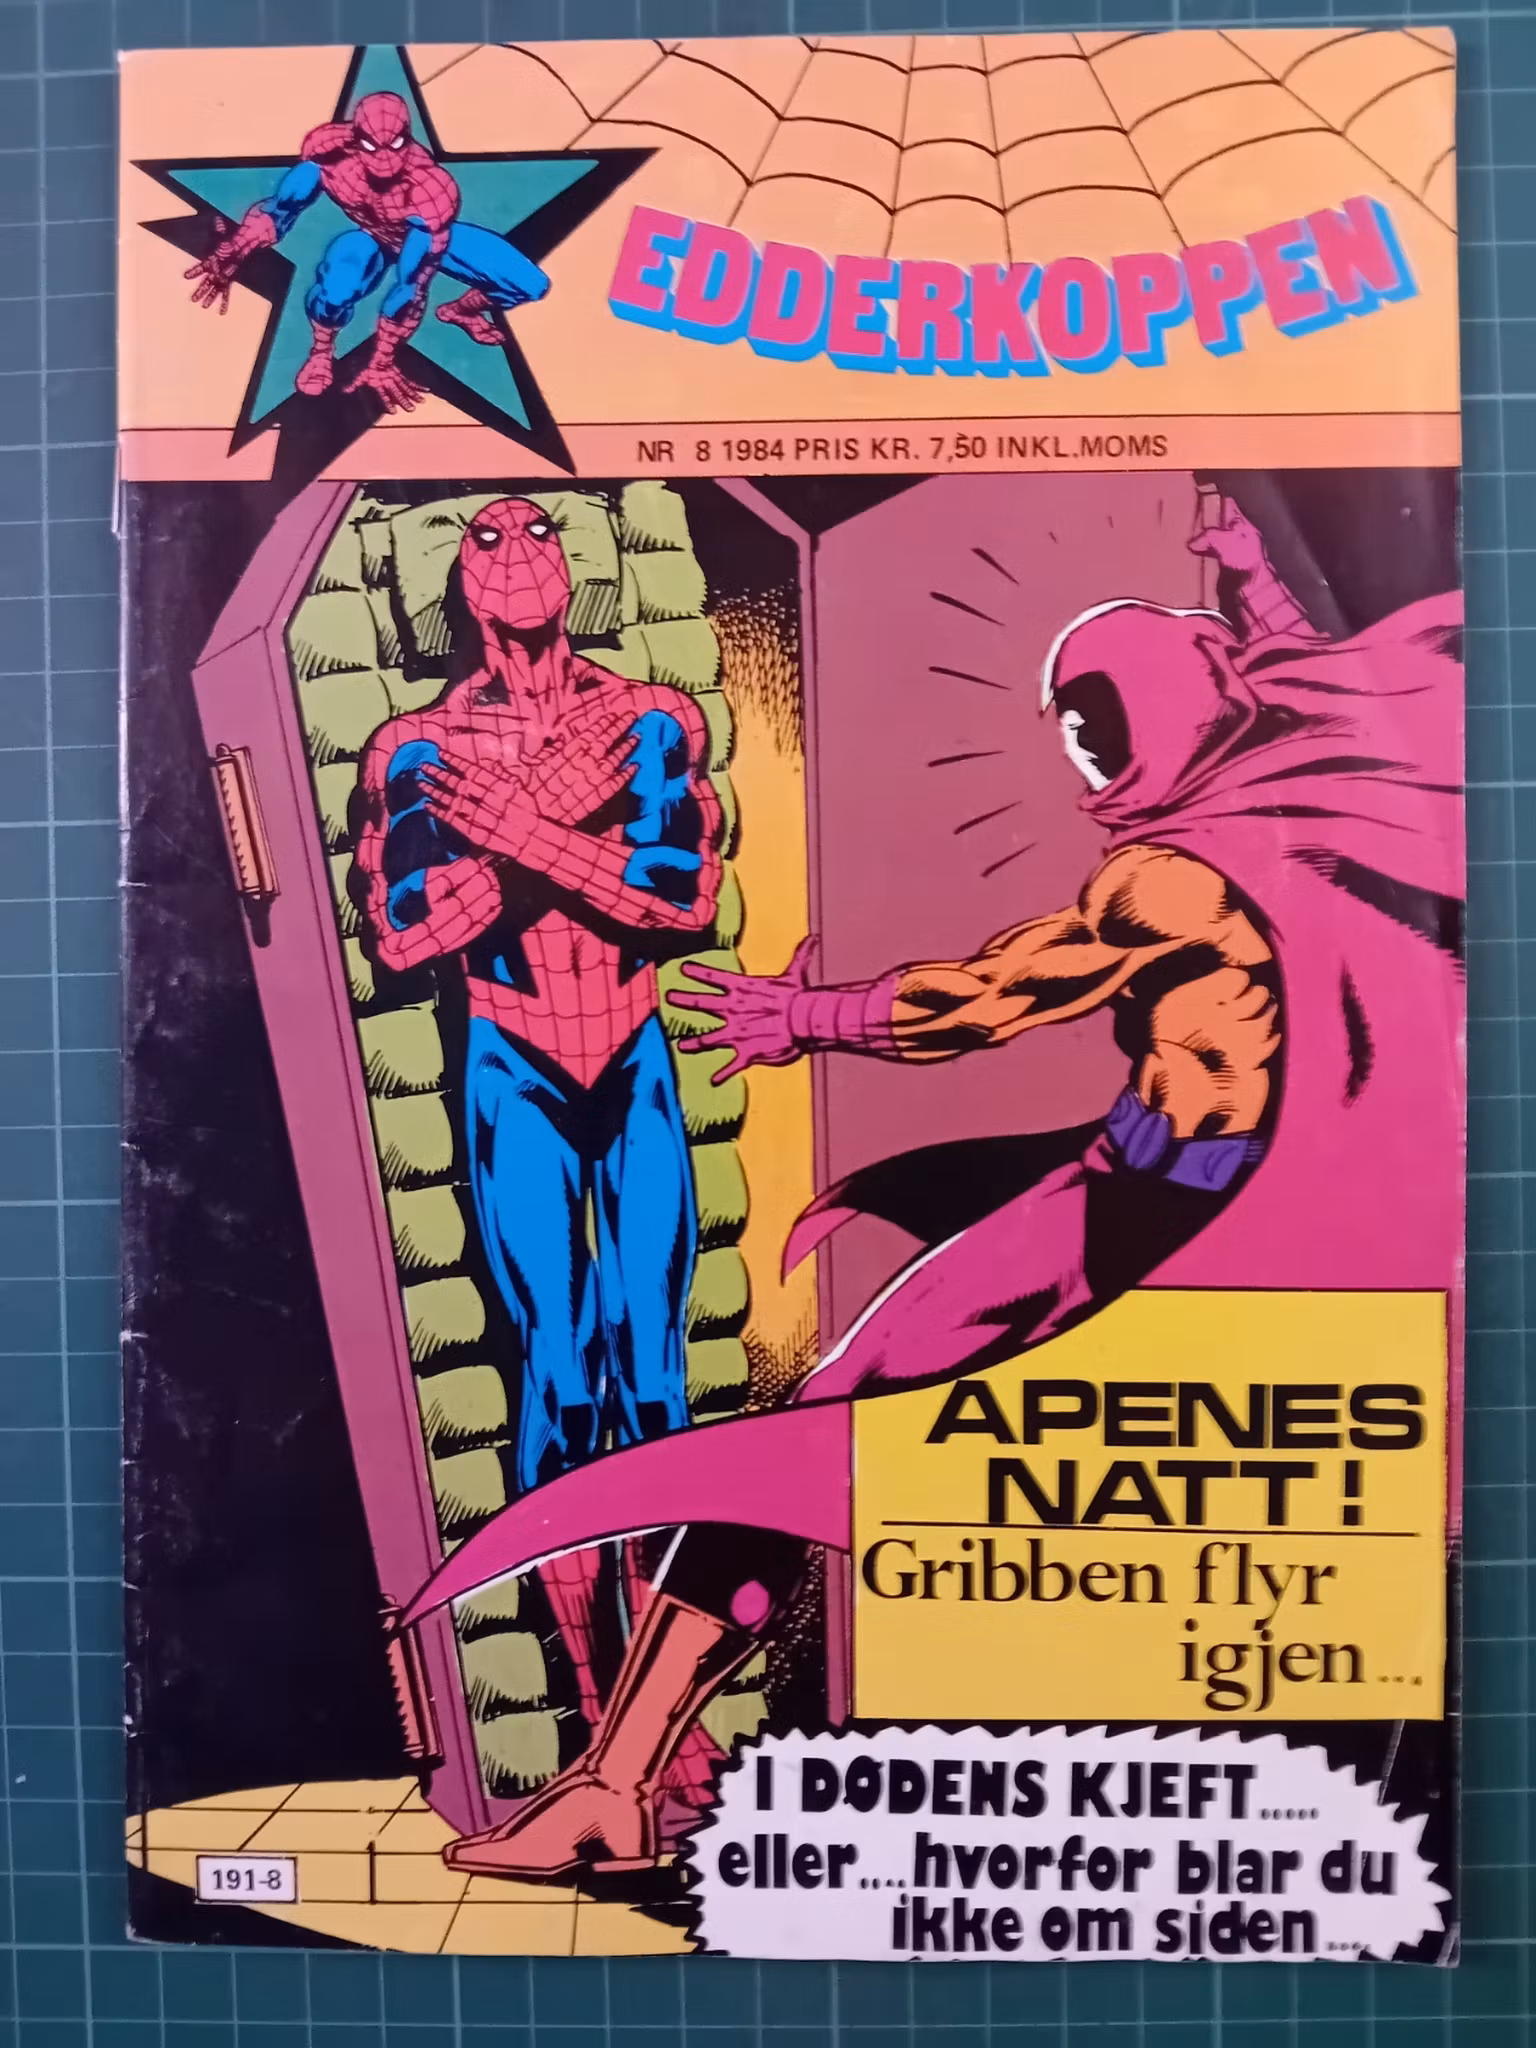 EDDERKOPPEN
NR 8 1984 PRIS KR. 7,50 INKL.MOMS
APENES
NATT!
Gribben flyr
igjen...
I DØDENS KJEFT.....
eller....hvorfor blar du
ikke om siden....
191-8